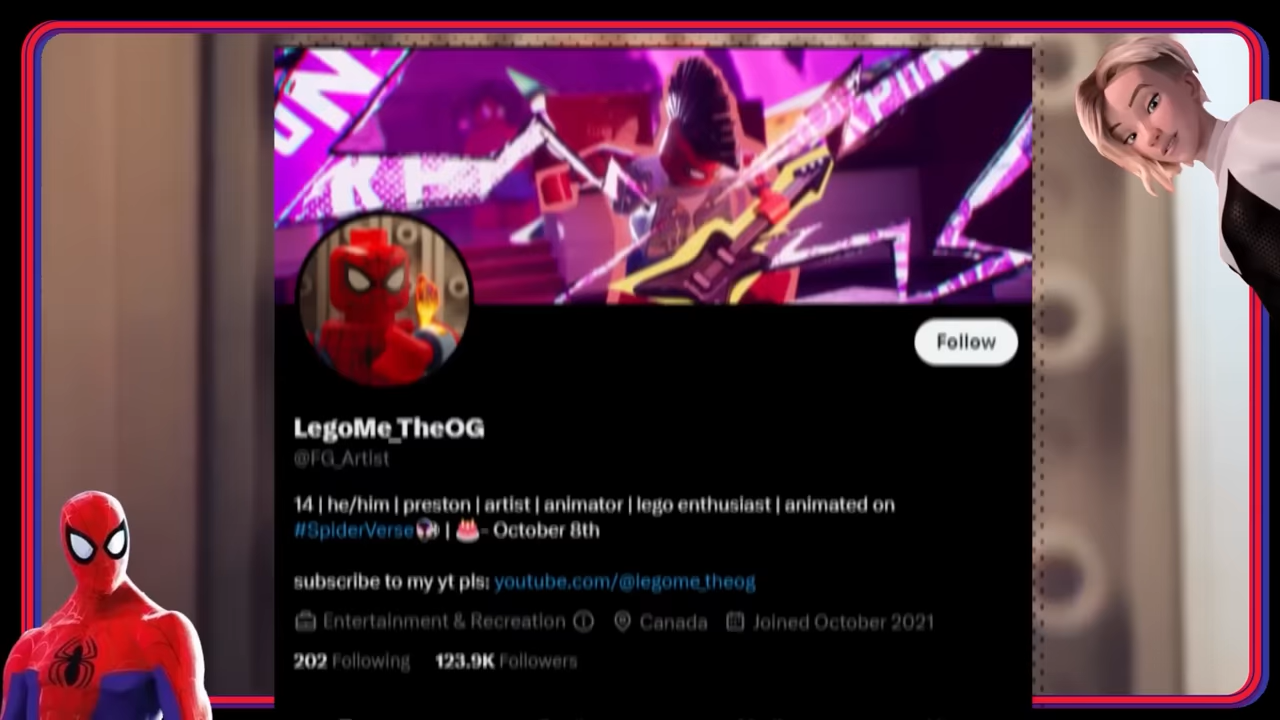 Follow
LegoMe_TheOG
@FG_Artist
14 | he/him | preston | artist | animator | lego enthusiast | animated on
#SpiderVerse | 🎂- October 8th
subscribe to my yt pls: youtube.com/@legome_theog
Entertainment & Recreation Canada Joined October 2021
202 Following 123.9K Followers